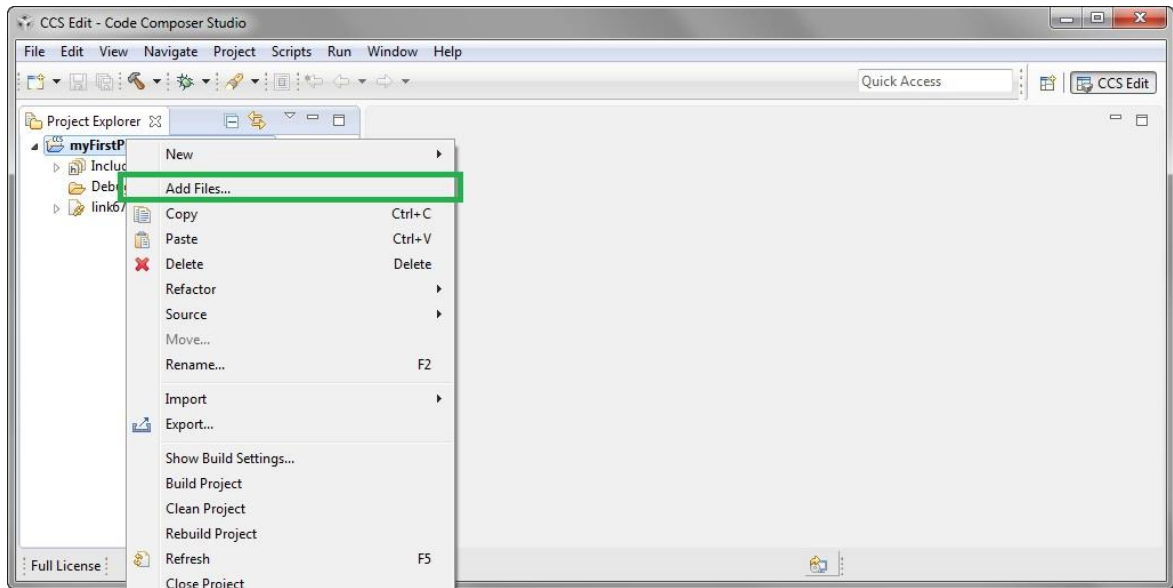 CCS Edit - Code Composer Studio
File Edit View Navigate Project Scripts Run Window Help
Quick Access
CCS Edit
Project Explorer
myFirstP
New
Includ
Add Files...
Debug
link67
Copy Ctrl+C
Paste Ctrl+V
Delete Delete
Refactor
Source
Move...
Rename... F2
Import
Export...
Show Build Settings...
Build Project
Clean Project
Rebuild Project
Refresh F5
Full License
Close Project